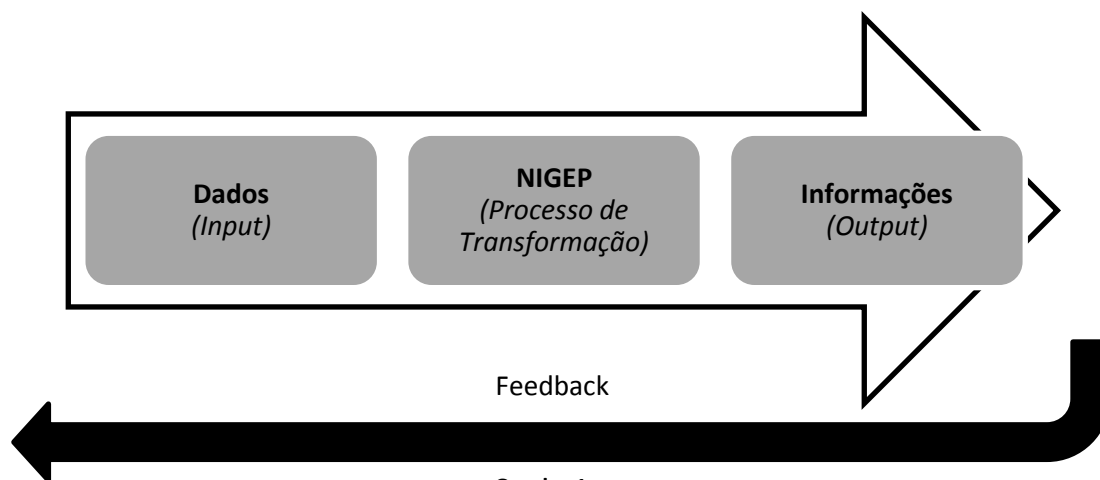 Dados
(Input)
NIGEP
(Processo de
Transformação)
Informações
(Output)
Feedback